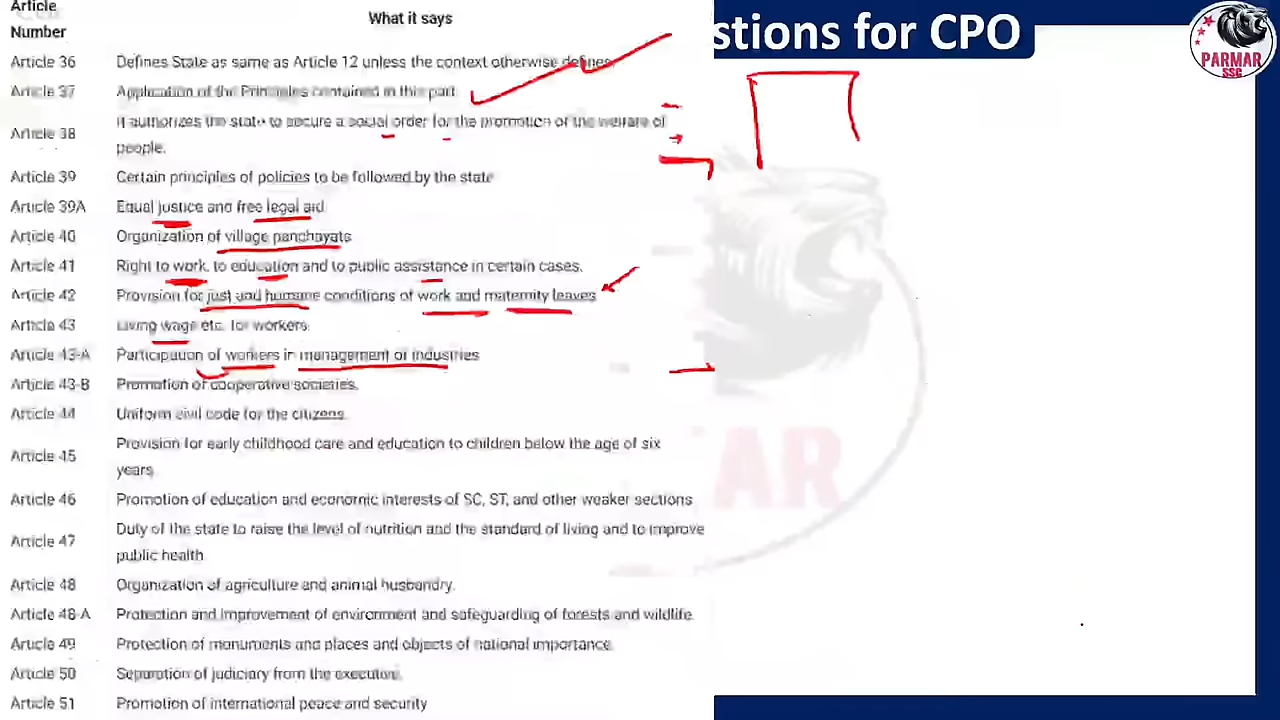 Article
Number
What it says
stions for CPO
PARMAR
SSG
Article 36 Defines State as same as Article 12 unless the context otherwise defines.
Article 37 Application of the Principles contained in this part.
Article 38 It authorizes the state to secure a social order for the promotion of the welfare of
people.
Article 39 Certain principles of policies to be followed by the state
Article 39A Equal justice and free legal aid
Article 40 Organization of village panchayats
Article 41 Right to work, to education and to public assistance in certain cases.
Article 42 Provision for just and humane conditions of work and maternity leaves
Article 43 Living wage etc. for workers.
Article 43-A Participation of workers in management of industries
Article 43-B Promotion of cooperative societies.
Article 44 Uniform civil code for the citizens.
Article 45 Provision for early childhood care and education to children below the age of six
years
Article 46 Promotion of education and economic interests of SC, ST, and other weaker sections
Article 47 Duty of the state to raise the level of nutrition and the standard of living and to improve
public health
Article 48 Organization of agriculture and animal husbandry.
Article 48-A Protection and improvement of environment and safeguarding of forests and wildlife.
Article 49 Protection of monuments and places and objects of national importance.
Article 50 Separation of judiciary from the executive.
Article 51 Promotion of international peace and security
MAR